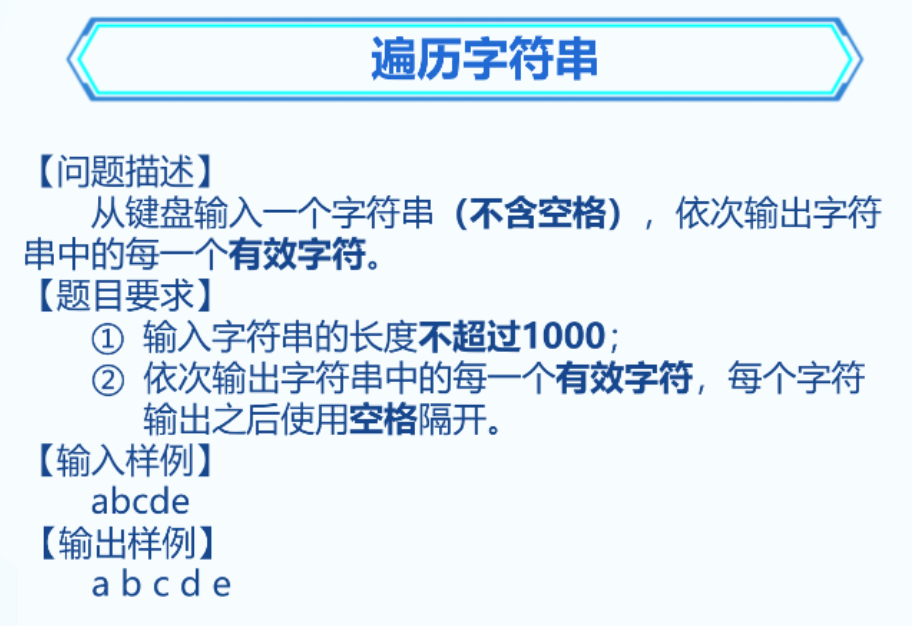 遍历字符串
【问题描述】
从键盘输入一个字符串（不含空格），依次输出字符
串中的每一个有效字符。
【题目要求】
① 输入字符串的长度不超过1000；
② 依次输出字符串中的每一个有效字符，每个字符
输出之后使用空格隔开。
【输入样例】
abcde
【输出样例】
a b c d e